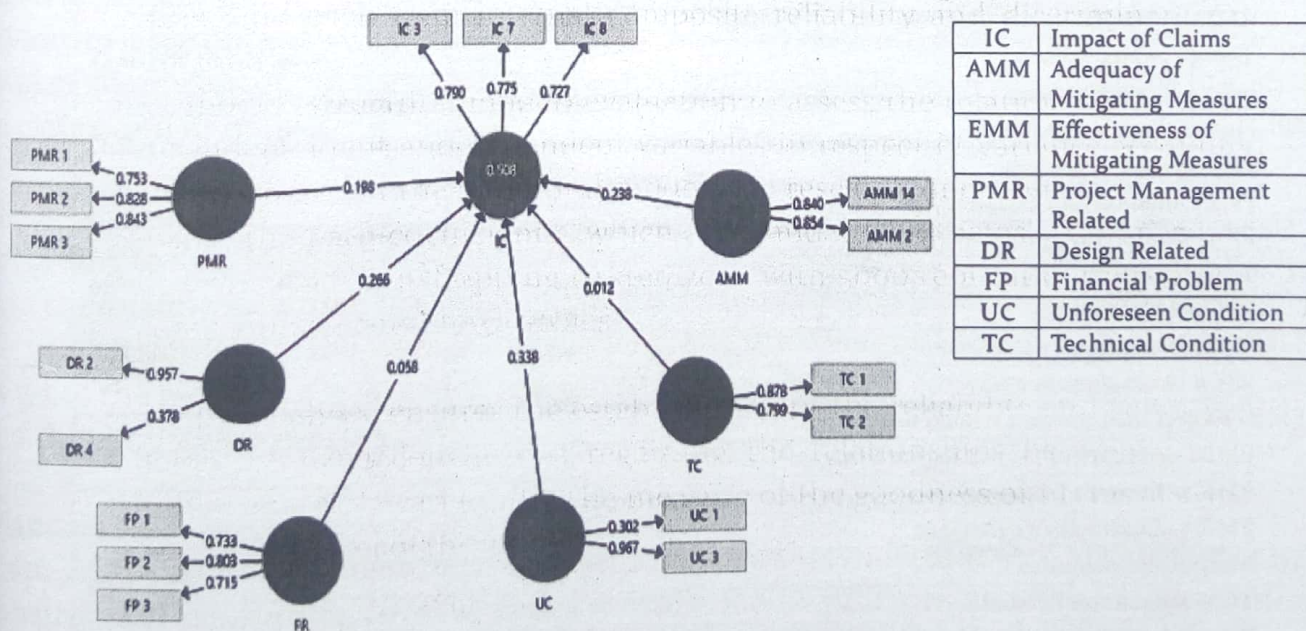 IC 3 IC 7 IC 8
0.790 0.775 0.727
PMR 1
PMR 2
PMR 3
0.753
0.828
0.843
PMR
0.198
IC
0.238
AMM
0.840
0.854
AMM 14
AMM 2
0.266
0.058
0.338
0.012
DR 2
DR 4
0.957
0.378
DR
TC
0.878
0.799
TC 1
TC 2
FP 1
FP 2
FP 3
0.733
0.803
0.715
UC
0.302
0.967
UC 1
UC 3
IC Impact of Claims
AMM Adequacy of
Mitigating Measures
EMM Effectiveness of
Mitigating Measures
PMR Project Management
Related
DR Design Related
FP Financial Problem
UC Unforeseen Condition
TC Technical Condition